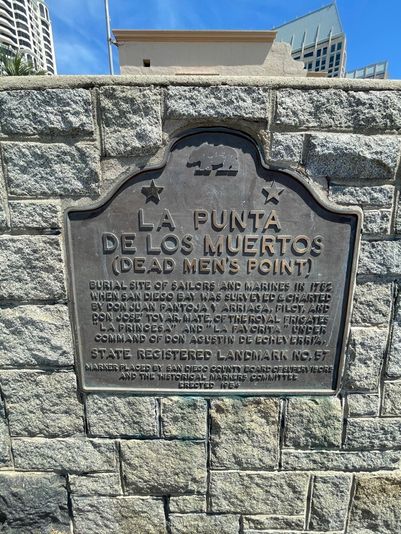 LA PUNTA
DE LOS MUERTOS
(DEAD MEN'S POINT)
BURIAL SITE OF SAILORS AND MARINES IN 1782
WHEN SAN DIEGO BAY WAS SURVEYED & CHARTED
BY DON JUAN PANTOJA Y ARRIAGA, PILOT, AND
DON JOSE TOVAR, MATE OF THE ROYAL FRIGATES
"LA PRINCESA" AND "LA FAVORITA" UNDER
COMMAND OF DON AGUSTIN DE ECHEVERRIA.
STATE REGISTERED LANDMARK NO. 57
MARKER PLACED BY SAN DIEGO COUNTY BOARD OF SUPERVISORS
AND THE HISTORICAL MARKERS COMMITTEE
ERECTED 1954